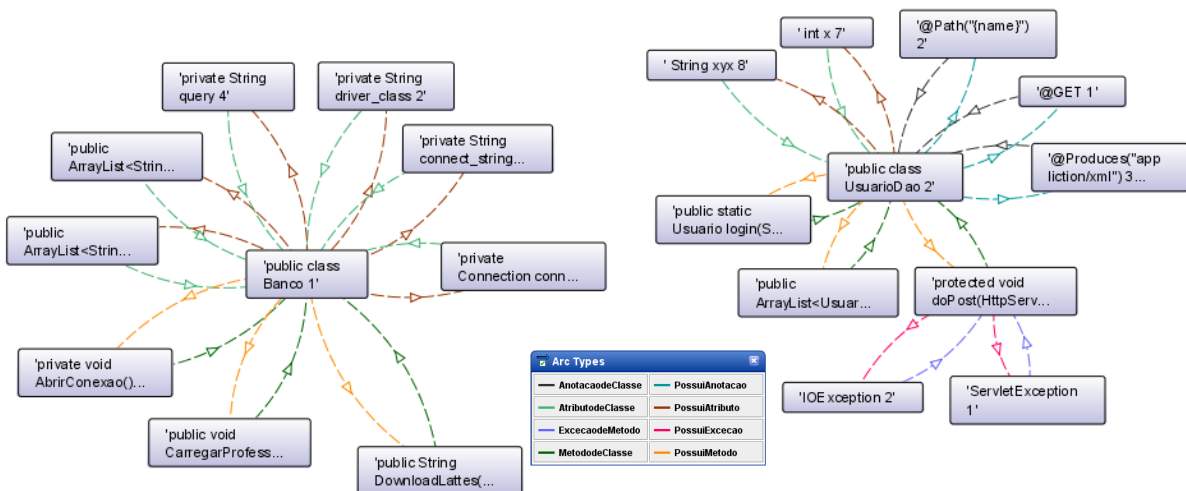 'private String
query 4'
'private String
driver_class 2'
'public
ArrayList<Strin...
'private String
connect_string...
'public
ArrayList<Strin...
'public class
Banco 1'
'private
Connection conn...
'private void
AbrirConexao()...
'public void
CarregarProfess...
'public String
DownloadLattes(...
' int x 7'
'@Path("{name}")
2'
' String xyx 8'
'@GET 1'
'public class
UsuarioDao 2'
'@Produces("app
liction/xml") 3...
'public static
Usuario login(S...
'public
ArrayList<Usuar...
'protected void
doPost(HttpServ...
'IOException 2'
'ServletException
1'
Arc Types
AnotacaodeClasse
PossuiAnotacao
AtributodeClasse
PossuiAtributo
ExcecaodeMetodo
PossuiExcecao
MetododeClasse
PossuiMetodo